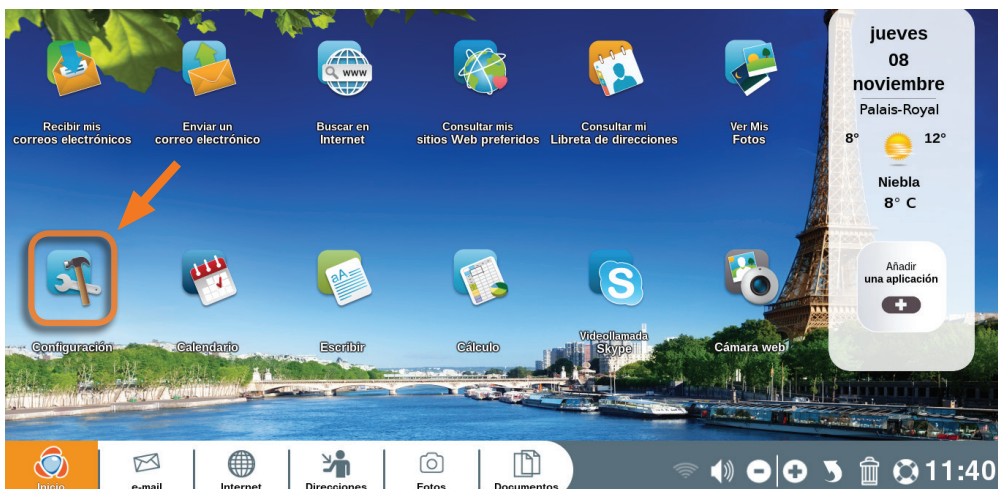 Recibir mis
correos electrónicos
Enviar un
correo electrónico
Buscar en
Internet
www
Consultar mis
sitios Web preferidos
Consultar mi
Libreta de direcciones
Ver Mis
Fotos
jueves
08
noviembre
Palais-Royal
8° 12°
Niebla
8° C
Añadir
una aplicación
Configuración
Calendario
aA
Escribir
Cálculo
S
Videollamada
Skype
Cámara web
Inicio
e-mail
Internet
Direcciones
Fotos
Documentos
11:40